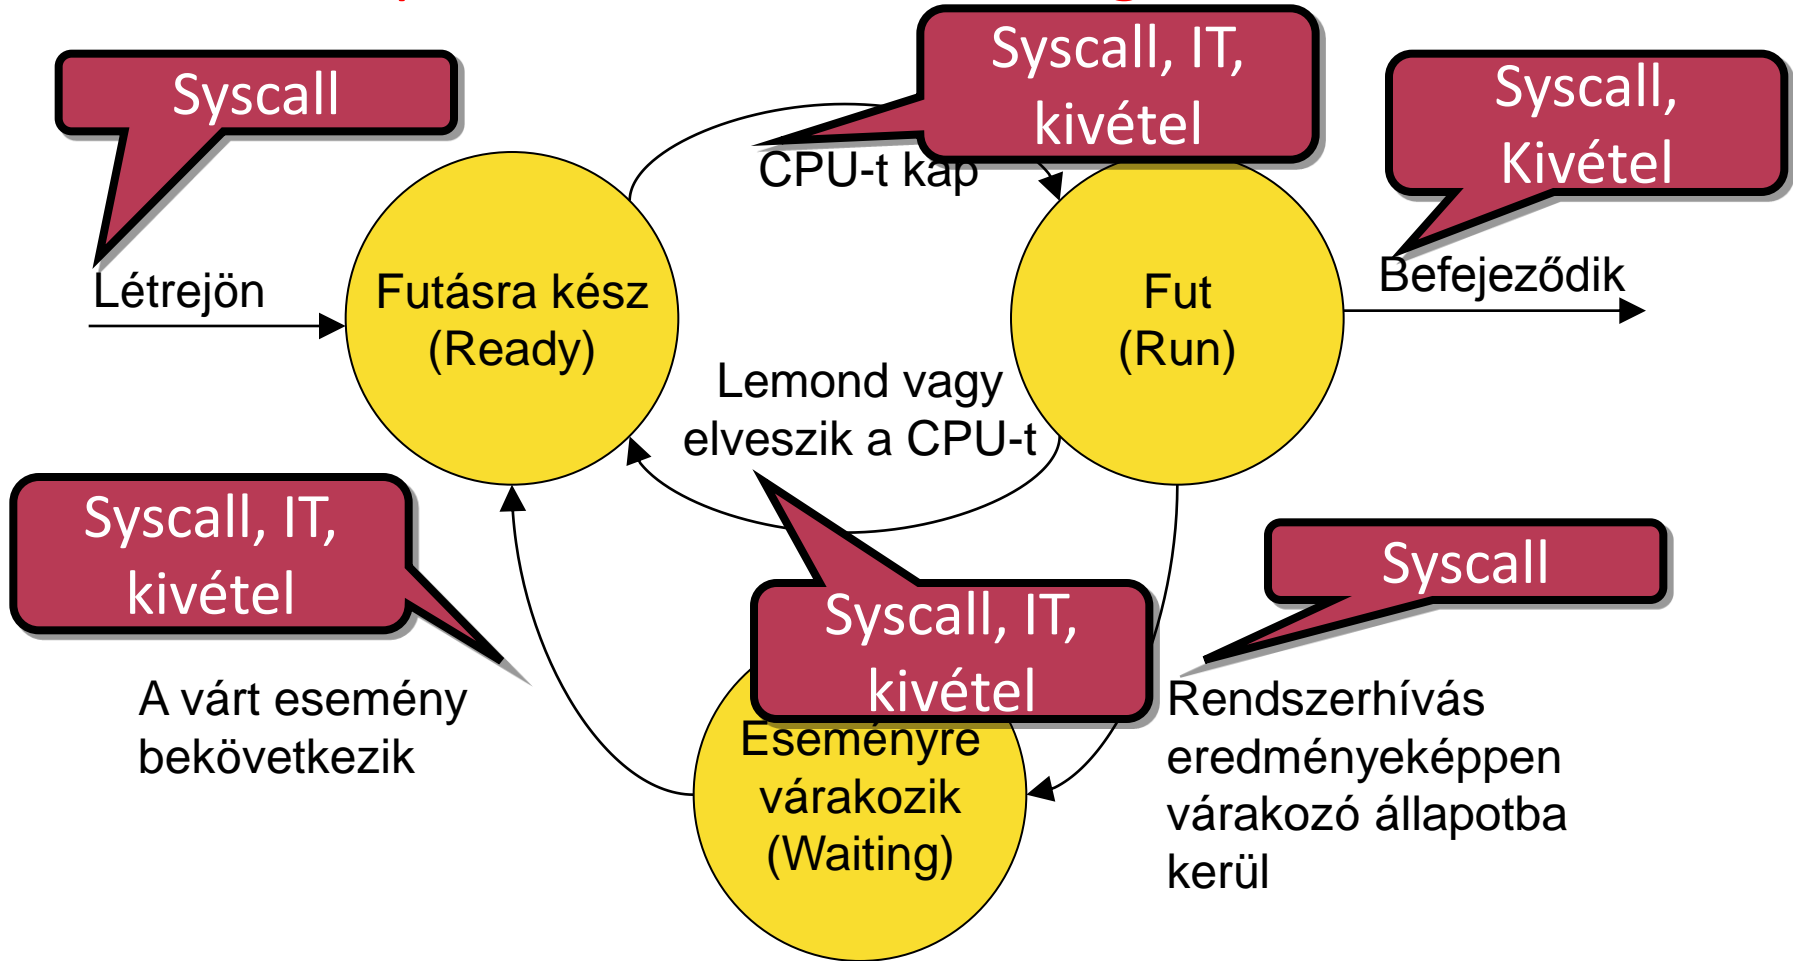 Syscall
Syscall, IT,
kivétel
Syscall,
Kivétel
CPU-t kap
Létrejön
Futásra kész
(Ready)
Fut
(Run)
Befejeződik
Lemond vagy
elveszik a CPU-t
Syscall, IT,
kivétel
Syscall, IT,
kivétel
Syscall
A várt esemény
bekövetkezik
Eseményre
várakozik
(Waiting)
Rendszerhívás
eredményeképpen
várakozó állapotba
kerül